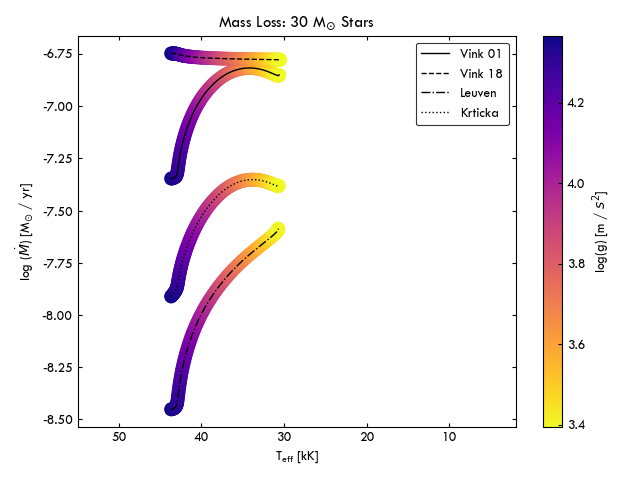 Mass Loss: 30 M⊙ Stars
log (Ṁ) [M⊙ / yr]
-6.75
-7.00
-7.25
-7.50
-7.75
-8.00
-8.25
-8.50
50
40
30
20
10
T_eff [kK]
Vink 01
Vink 18
Leuven
Krticka
4.2
4.0
3.8
3.6
3.4
log(g) [m / s²]